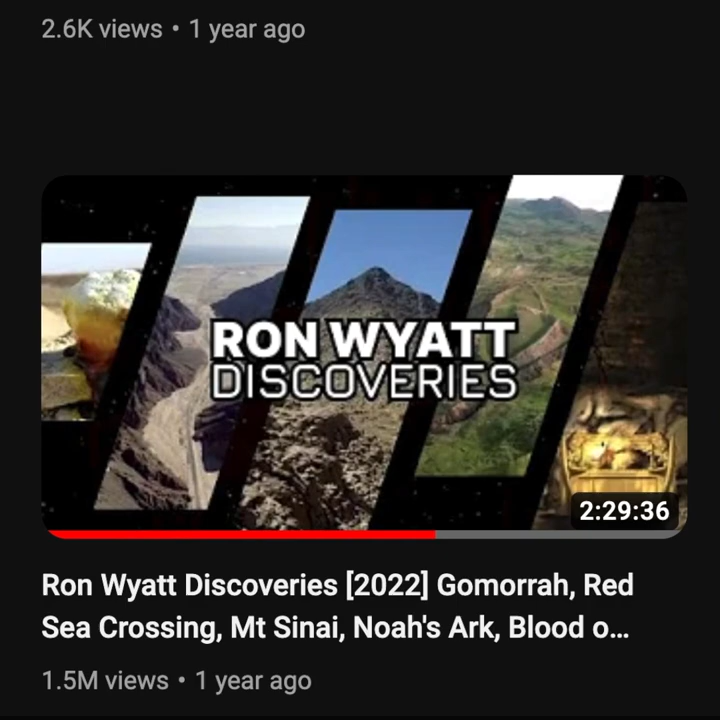 2.6K views • 1 year ago
RON WYATT
DISCOVERIES
2:29:36
Ron Wyatt Discoveries [2022] Gomorrah, Red
Sea Crossing, Mt Sinai, Noah's Ark, Blood o...
1.5M views • 1 year ago